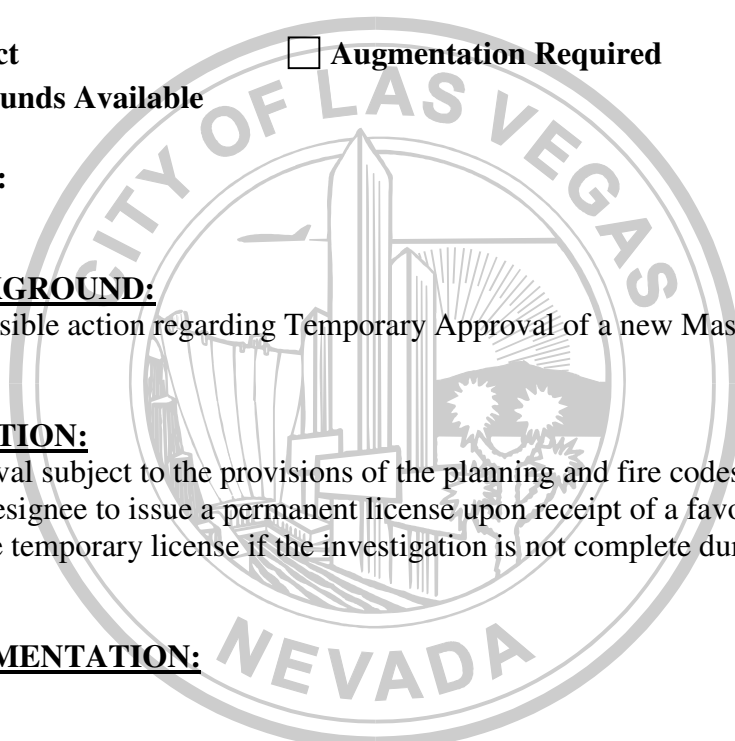 ct ☐ Augmentation Required
unds Available
:
KGROUND:
sible action regarding Temporary Approval of a new Mas
TION:
val subject to the provisions of the planning and fire codes
esignee to issue a permanent license upon receipt of a favo
e temporary license if the investigation is not complete du
MENTATION:
CITY OF LAS VEGAS
NEVADA